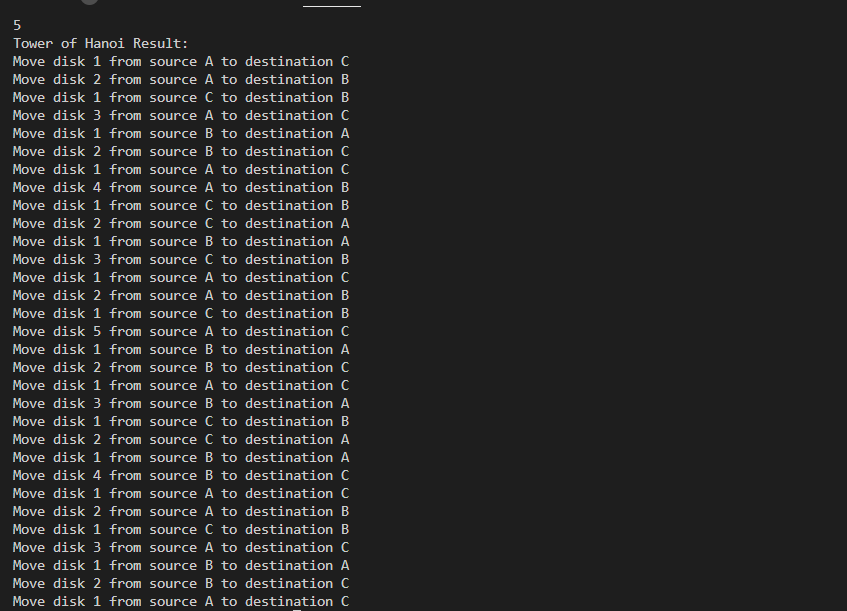 5
Tower of Hanoi Result:
Move disk 1 from source A to destination C
Move disk 2 from source A to destination B
Move disk 1 from source C to destination B
Move disk 3 from source A to destination C
Move disk 1 from source B to destination A
Move disk 2 from source B to destination C
Move disk 1 from source A to destination C
Move disk 4 from source A to destination B
Move disk 1 from source C to destination B
Move disk 2 from source C to destination A
Move disk 1 from source B to destination A
Move disk 3 from source C to destination B
Move disk 1 from source A to destination C
Move disk 2 from source A to destination B
Move disk 1 from source C to destination B
Move disk 5 from source A to destination C
Move disk 1 from source B to destination A
Move disk 2 from source B to destination C
Move disk 1 from source A to destination C
Move disk 3 from source B to destination A
Move disk 1 from source C to destination B
Move disk 2 from source C to destination A
Move disk 1 from source B to destination A
Move disk 4 from source B to destination C
Move disk 1 from source A to destination C
Move disk 2 from source A to destination B
Move disk 1 from source C to destination B
Move disk 3 from source A to destination C
Move disk 1 from source B to destination A
Move disk 2 from source B to destination C
Move disk 1 from source A to destination C